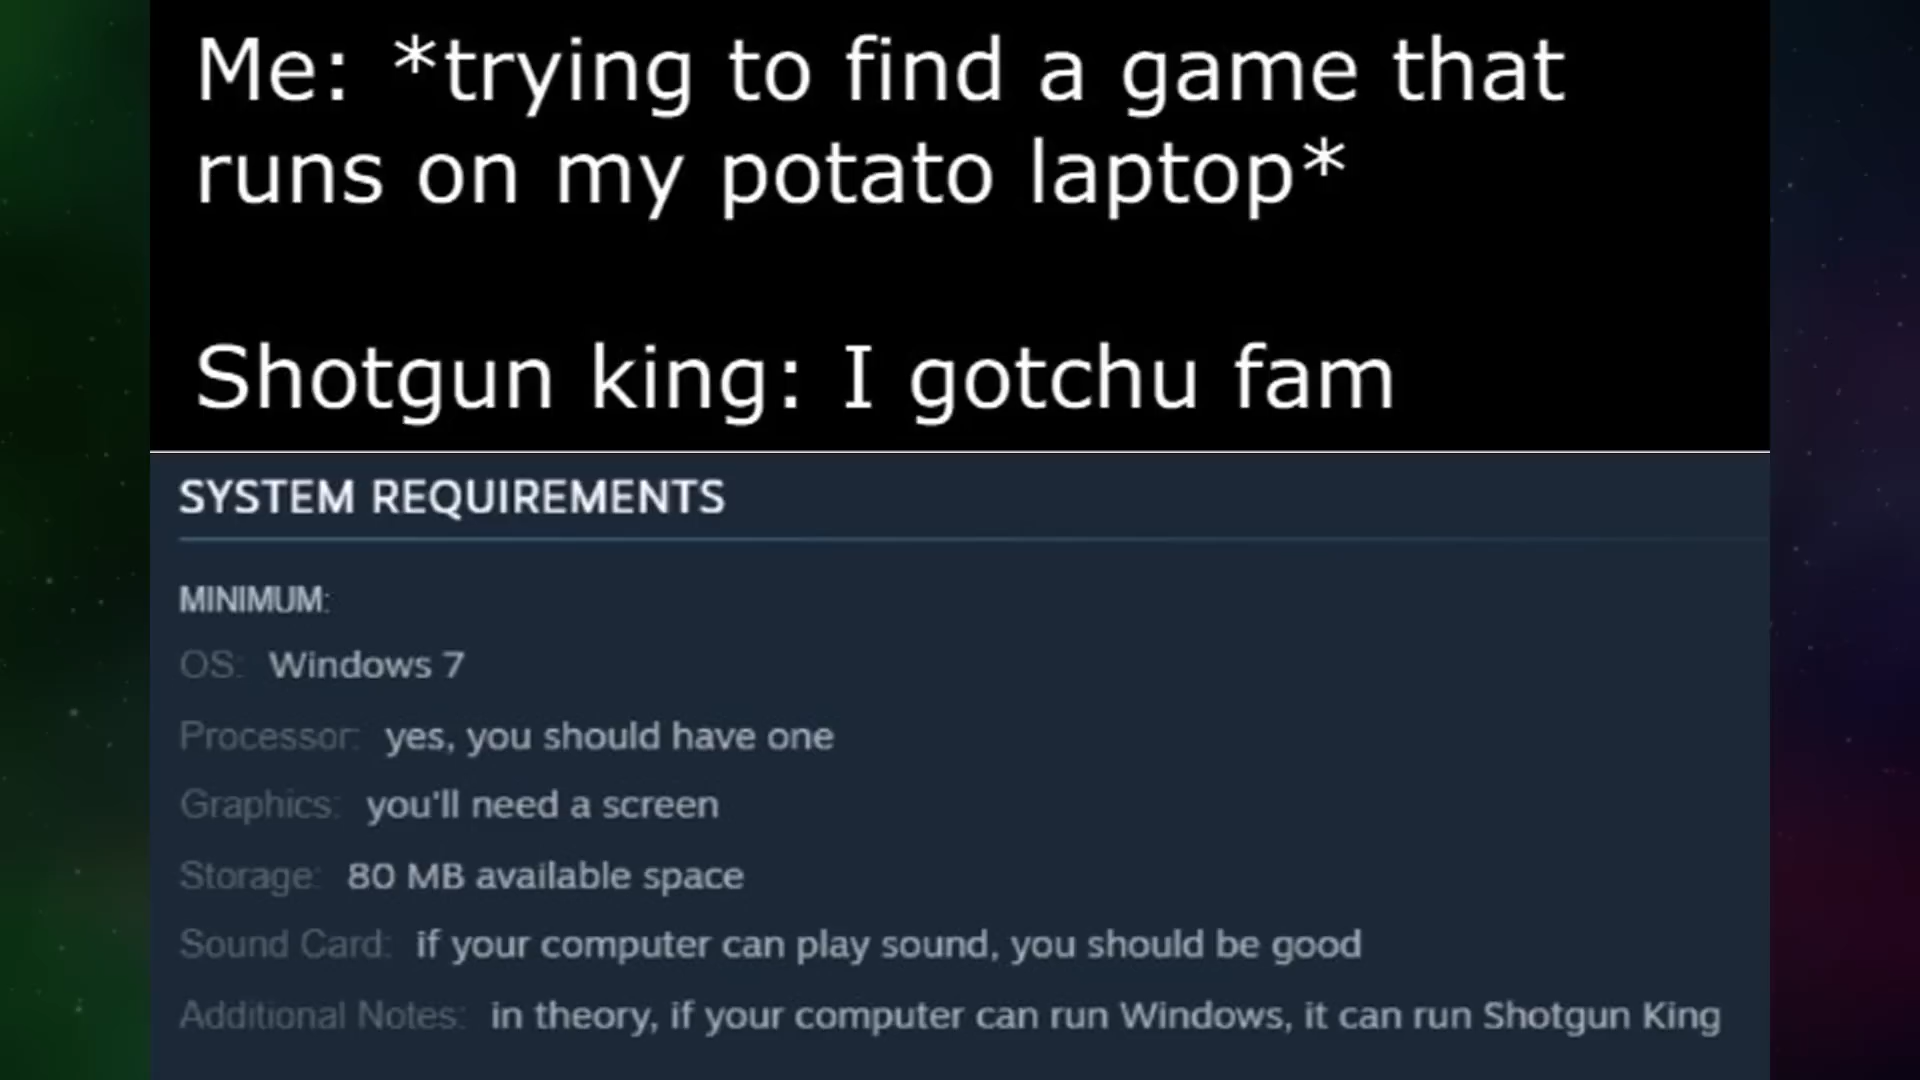 Me: *trying to find a game that
runs on my potato laptop*
Shotgun king: I gotchu fam
SYSTEM REQUIREMENTS
MINIMUM:
OS: Windows 7
Processor: yes, you should have one
Graphics: you'll need a screen
Storage: 80 MB available space
Sound Card: if your computer can play sound, you should be good
Additional Notes: in theory, if your computer can run Windows, it can run Shotgun King